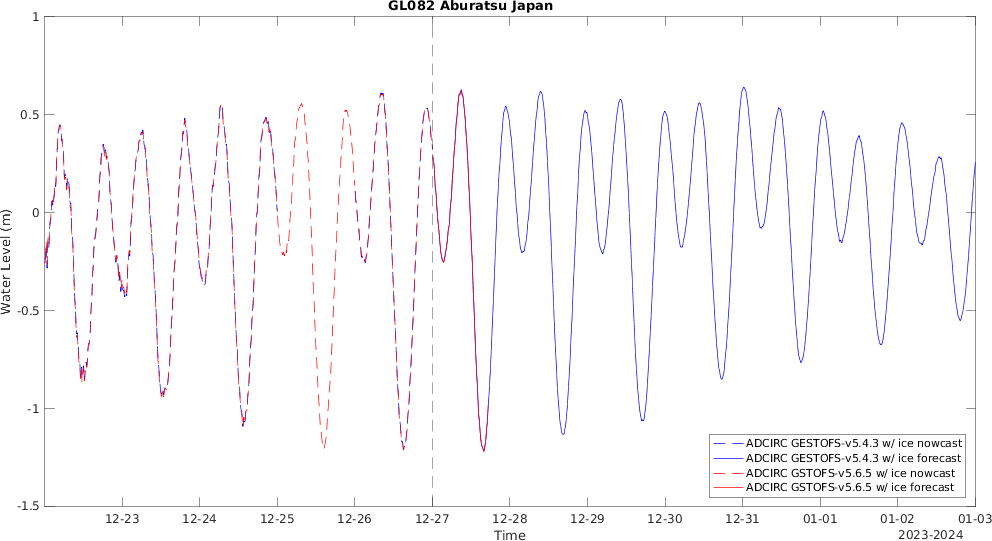 GL082 Aburatsu Japan
1
0.5
0
-0.5
-1
-1.5
Water Level (m)
12-23 12-24 12-25 12-26 12-27 12-28 12-29 12-30 12-31 01-01 01-02 01-03
Time
2023-2024
ADCIRC GESTOFS-v5.4.3 w/ ice nowcast
ADCIRC GESTOFS-v5.4.3 w/ ice forecast
ADCIRC GSTOFS-v5.6.5 w/ ice nowcast
ADCIRC GSTOFS-v5.6.5 w/ ice forecast